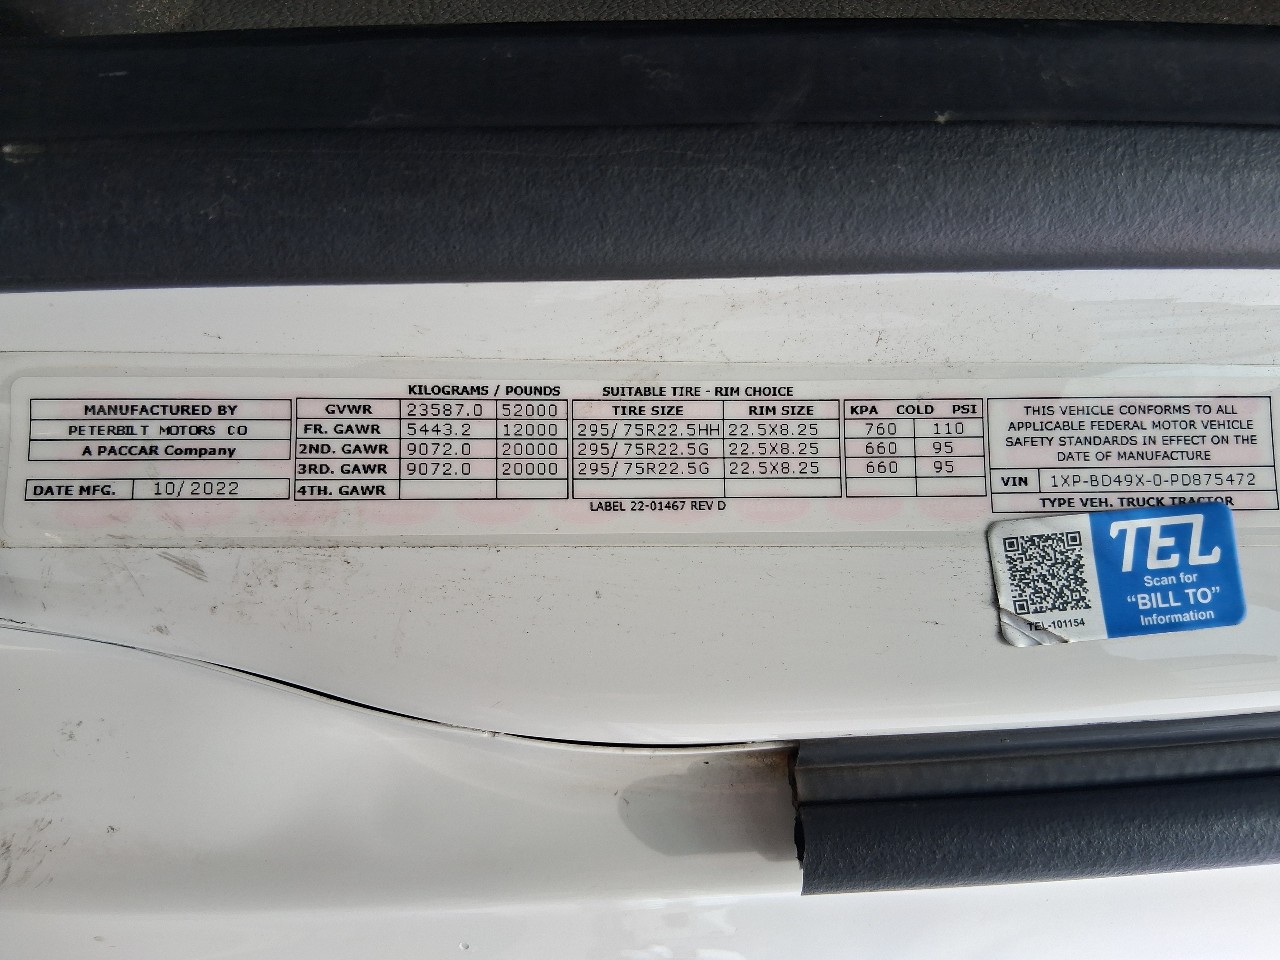 KILOGRAMS / POUNDS SUITABLE TIRE - RIM CHOICE
MANUFACTURED BY
PETERBILT MOTORS CO
A PACCAR Company
DATE MFG. 10/2022
GVWR 23587.0 52000 TIRE SIZE RIM SIZE KPA COLD PSI
FR. GAWR 5443.2 12000 295/75R22.5HH 22.5X8.25 760 110
2ND. GAWR 9072.0 20000 295/75R22.5G 22.5X8.25 660 95
3RD. GAWR 9072.0 20000 295/75R22.5G 22.5X8.25 660 95
4TH. GAWR
LABEL 22-01467 REV D
THIS VEHICLE CONFORMS TO ALL
APPLICABLE FEDERAL MOTOR VEHICLE
SAFETY STANDARDS IN EFFECT ON THE
DATE OF MANUFACTURE
VIN 1XP-BD49X-0-PD875472
TYPE VEH. TRUCK TRACTOR
TEL
Scan for
"BILL TO"
Information
TEL-101154